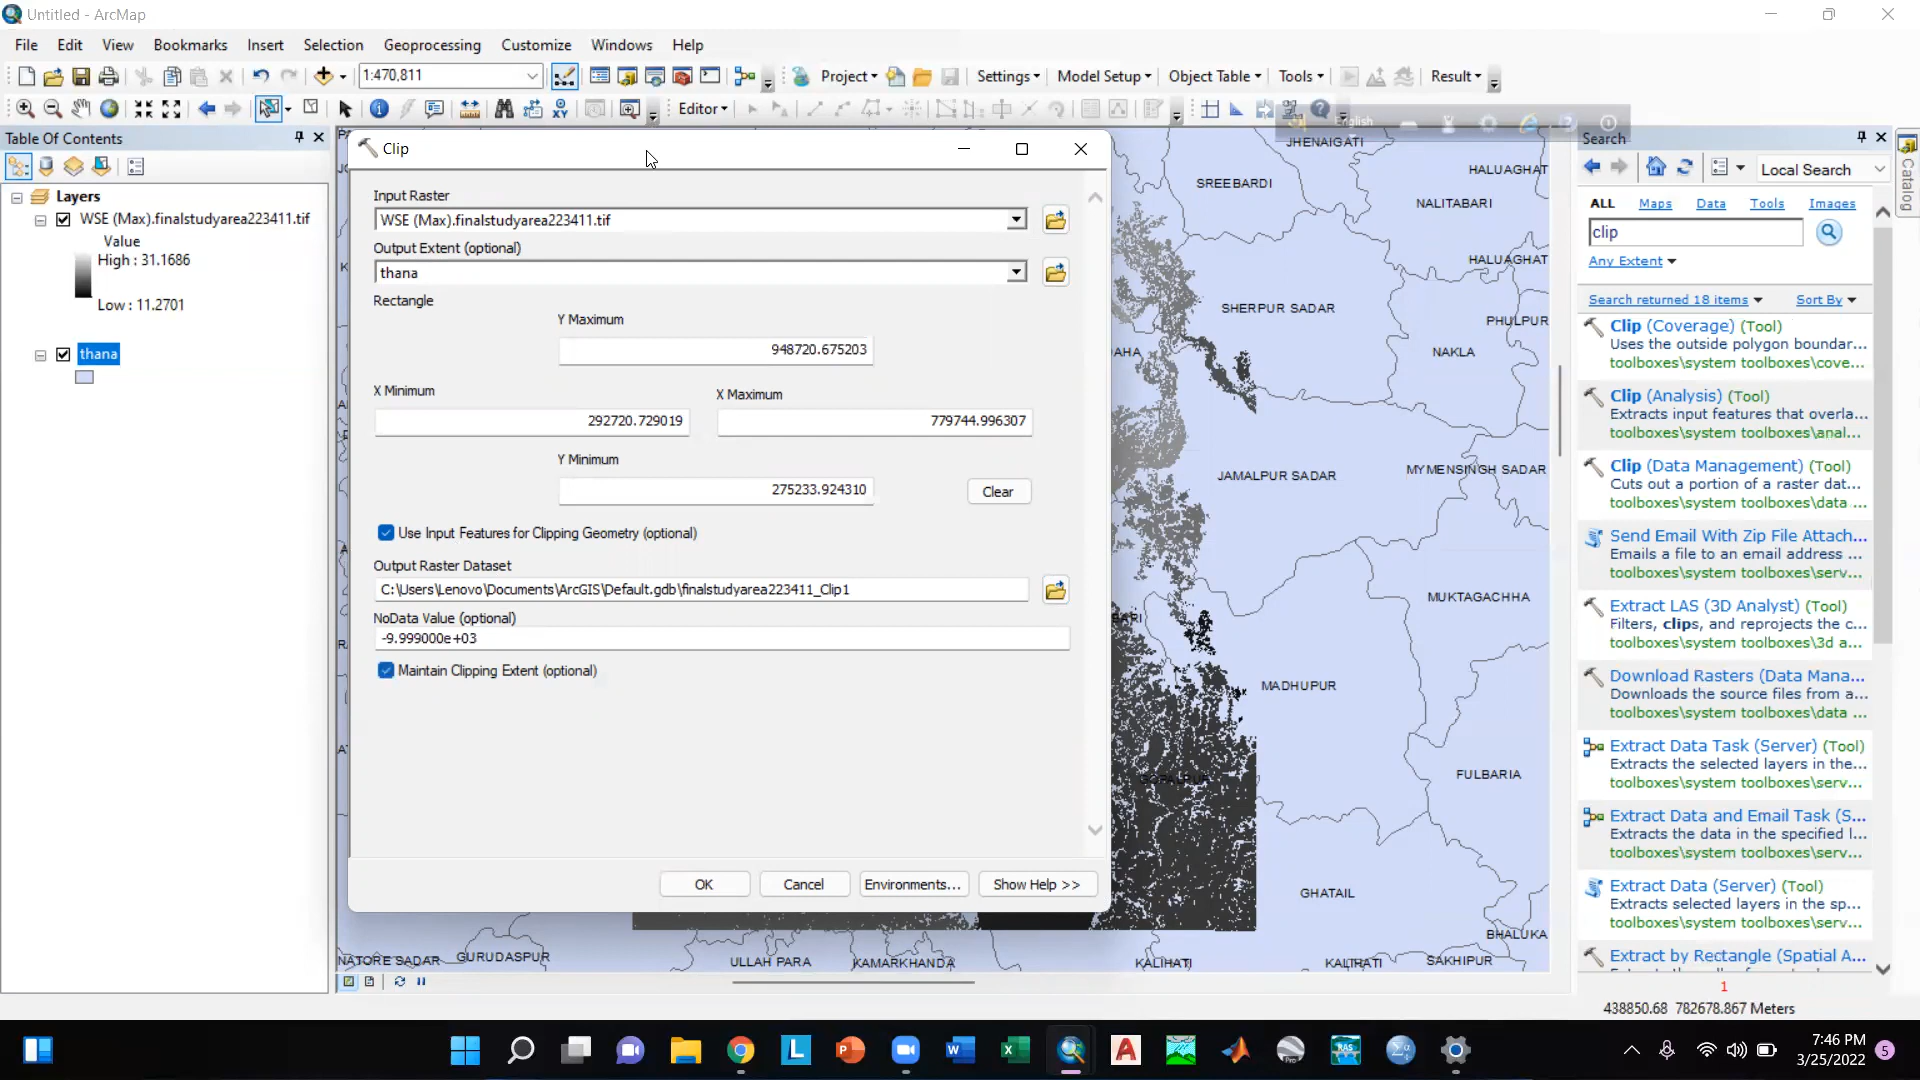 Untitled - ArcMap
File Edit View Bookmarks Insert Selection Geoprocessing Customize Windows Help
1:470,811
Project Settings Model Setup Object Table Tools Result
Editor
English
Table Of Contents
Layers
WSE (Max).finalstudyarea223411.tif
Value
High : 31.1686
Low : 11.2701
thana
Clip
Input Raster
WSE (Max).finalstudyarea223411.tif
Output Extent (optional)
thana
Rectangle
Y Maximum
948720.675203
X Minimum
X Maximum
292720.729019
779744.996307
Y Minimum
275233.924310
Clear
Use Input Features for Clipping Geometry (optional)
Output Raster Dataset
C:\Users\Lenovo\Documents\ArcGIS\Default.gdb\finalstudyarea223411_Clip1
NoData Value (optional)
-9.999000e+03
Maintain Clipping Extent (optional)
OK Cancel Environments... Show Help >>
JHENAIGATI
SREEBARDI
HALUAGHAT
NALITABARI
HALUAGHAT
SHERPUR SADAR
PHULPUR
NAKLA
JAMALPUR SADAR
MYMENSINGH SADAR
MUKTAGACHHA
MADHUPUR
FULBARIA
GHATAIL
BHALUKA
NATORE SADAR
GURUDASPUR
ULLAH PARA
KAMARKHANDA
KALIHATI
KALIHATI
SAKHIPUR
Search
Local Search
ALL Maps Data Tools Images
clip
Any Extent
Search returned 18 items Sort By
Clip (Coverage) (Tool)
Uses the outside polygon boundar...
toolboxes\system toolboxes\cove...
Clip (Analysis) (Tool)
Extracts input features that overla...
toolboxes\system toolboxes\anal...
Clip (Data Management) (Tool)
Cuts out a portion of a raster dat...
toolboxes\system toolboxes\data ...
Send Email With Zip File Attach...
Emails a file to an email address ...
toolboxes\system toolboxes\serv...
Extract LAS (3D Analyst) (Tool)
Filters, clips, and reprojects the c...
toolboxes\system toolboxes\3d a...
Download Rasters (Data Mana...
Downloads the source files from a...
toolboxes\system toolboxes\data ...
Extract Data Task (Server) (Tool)
Extracts the selected layers in the...
toolboxes\system toolboxes\serv...
Extract Data and Email Task (S...
Extracts the data in the specified l...
toolboxes\system toolboxes\serv...
Extract Data (Server) (Tool)
Extracts selected layers in the sp...
toolboxes\system toolboxes\serv...
Extract by Rectangle (Spatial A...
1
Catalog
438850.68 782678.867 Meters
7:46 PM
3/25/2022
5